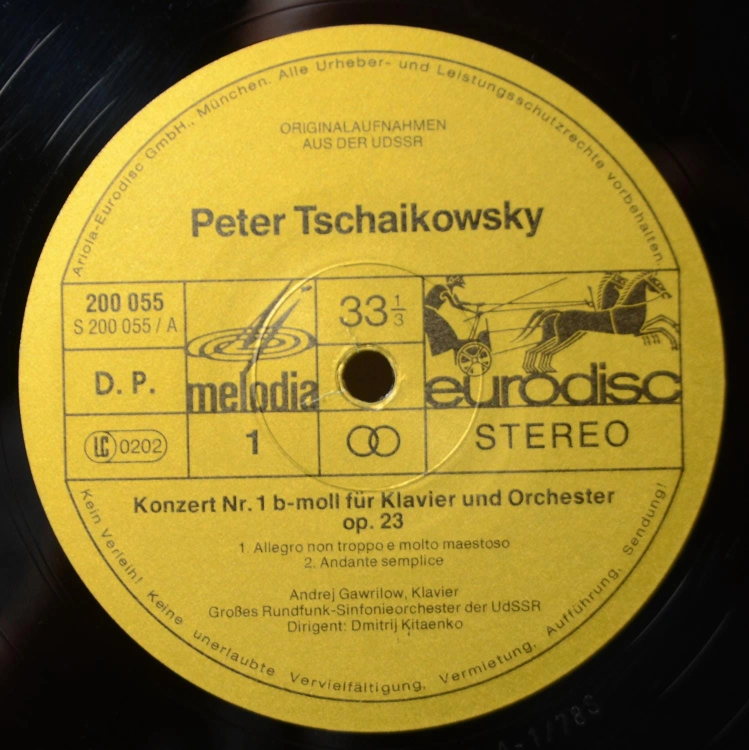 Ariola-Eurodisc GmbH., München. Alle Urheber- und Leistungsschutzrechte vorbehalten.
ORIGINALAUFNAHMEN
AUS DER UDSSR
Peter Tschaikowsky
200 055
S 200 055 / A
melodia
33 1/3
eurodisc
D. P.
LC 0202
1
STEREO
Konzert Nr. 1 b-moll für Klavier und Orchester
op. 23
1. Allegro non troppo e molto maestoso
2. Andante semplice
Andrej Gawrilow, Klavier
Großes Rundfunk-Sinfonieorchester der UdSSR
Dirigent: Dmitrij Kitaenko
Kein Verleih! Keine unerlaubte Vervielfältigung, Vermietung, Aufführung, Sendung!